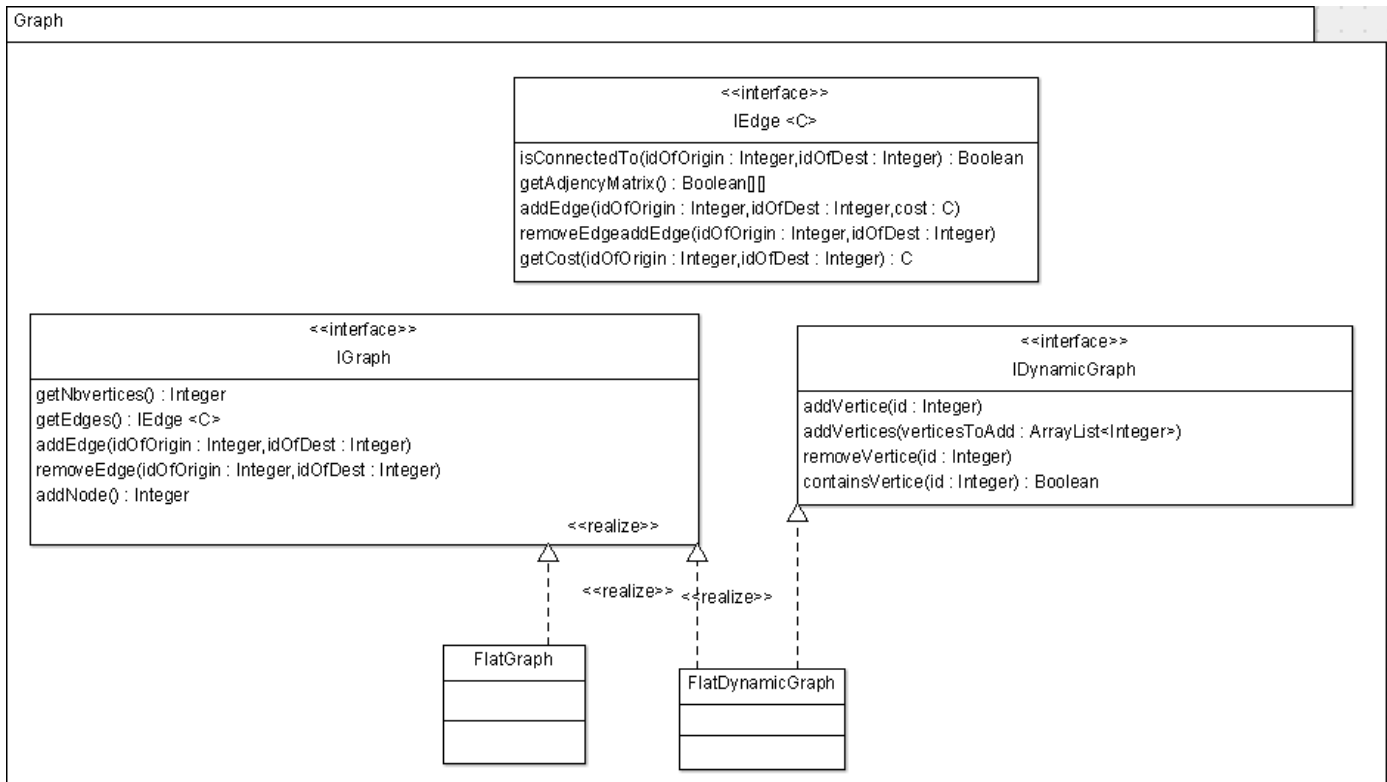 Graph
<<interface>>
IEdge <C>
isConnectedTo(idOfOrigin : Integer,idOfDest : Integer) : Boolean
getAdjencyMatrix() : Boolean[][]
addEdge(idOfOrigin : Integer,idOfDest : Integer,cost : C)
removeEdgeaddEdge(idOfOrigin : Integer,idOfDest : Integer)
getCost(idOfOrigin : Integer,idOfDest : Integer) : C
<<interface>>
IGraph
getNbvertices() : Integer
getEdges() : IEdge <C>
addEdge(idOfOrigin : Integer,idOfDest : Integer)
removeEdge(idOfOrigin : Integer,idOfDest : Integer)
addNode() : Integer
<<realize>>
<<interface>>
IDynamicGraph
addVertice(id : Integer)
addVertices(verticesToAdd : ArrayList<Integer>)
removeVertice(id : Integer)
containsVertice(id : Integer) : Boolean
<<realize>>
<<realize>>
FlatGraph
FlatDynamicGraph